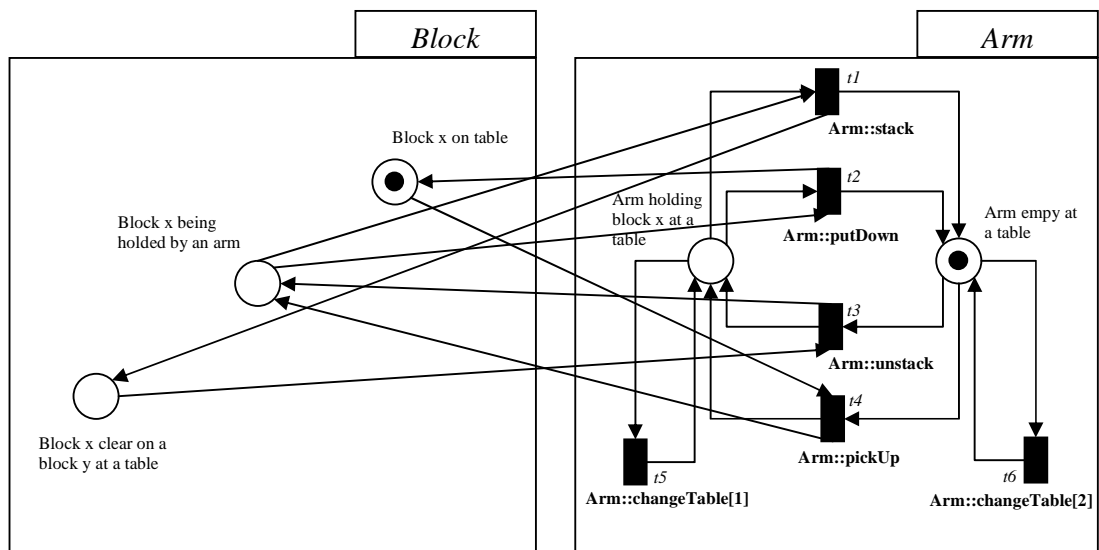 Block
Arm
t1
Arm::stack
Block x on table
t2
Arm holding
block x at a
table
Arm::putDown
Arm empy at
a table
Block x being
holded by an arm
t3
Arm::unstack
t4
Arm::pickUp
Block x clear on a
block y at a table
t5
Arm::changeTable[1]
t6
Arm::changeTable[2]